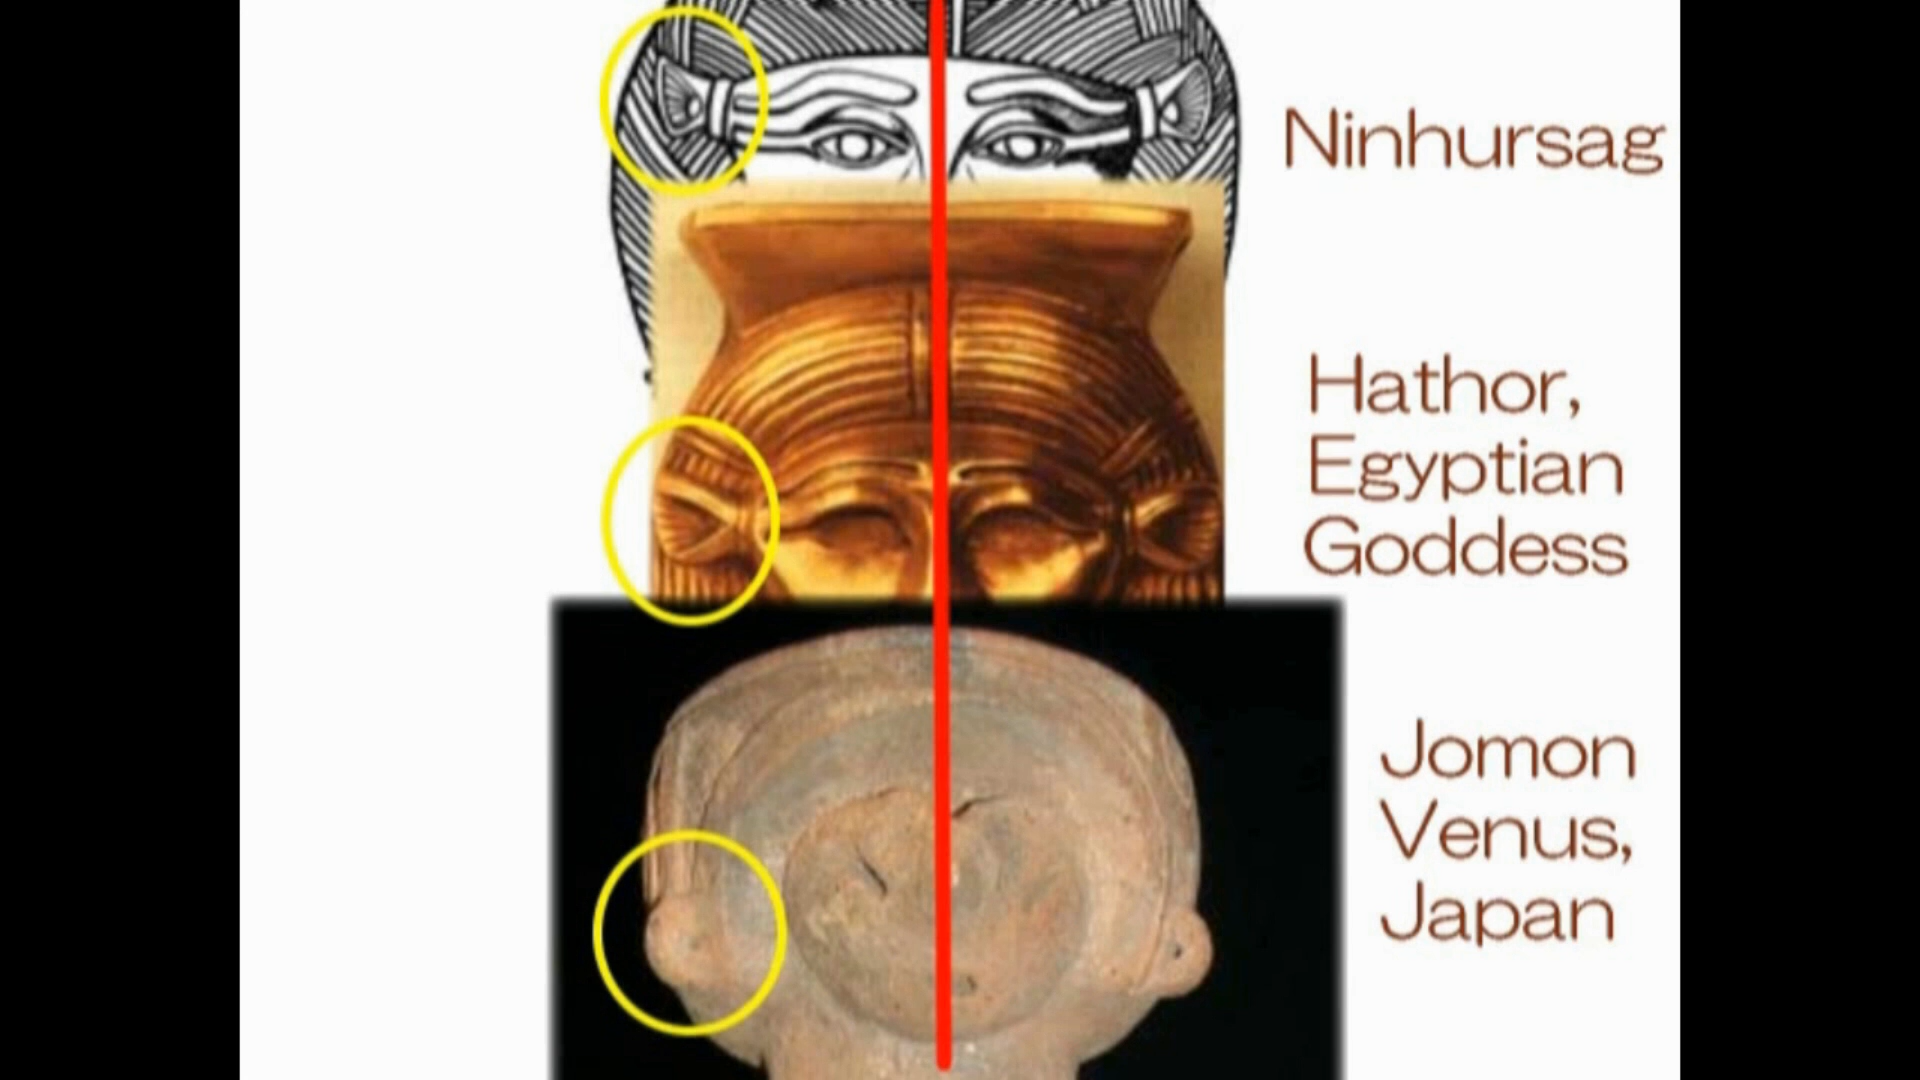 Ninhursag
Hathor,
Egyptian
Goddess
Jomon
Venus,
Japan